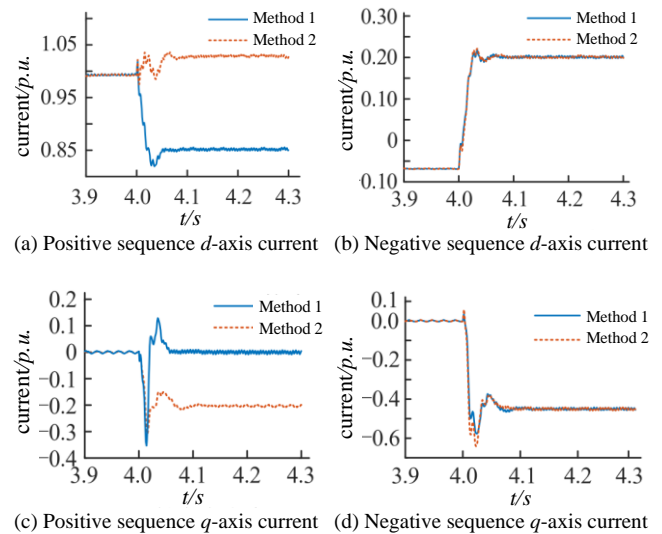 Method 1
Method 2
1.05
0.95
0.85
current/p.u.
3.9 4.0 4.1 4.2 4.3
t/s
(a) Positive sequence d-axis current
0.30
Method 1
Method 2
0.20
0
0.10
current/p.u.
3.9 4.0 4.1 4.2 4.3
t/s
(b) Negative sequence d-axis current
0.2
0.1
0
−0.1
−0.2
−0.3
−0.4
current/p.u.
Method 1
Method 2
3.9 4.0 4.1 4.2 4.3
t/s
(c) Positive sequence q-axis current
0.1
0.0
−0.2
−0.4
−0.6
current/p.u.
Method 1
Method 2
3.9 4.0 4.1 4.2 4.3
t/s
(d) Negative sequence q-axis current